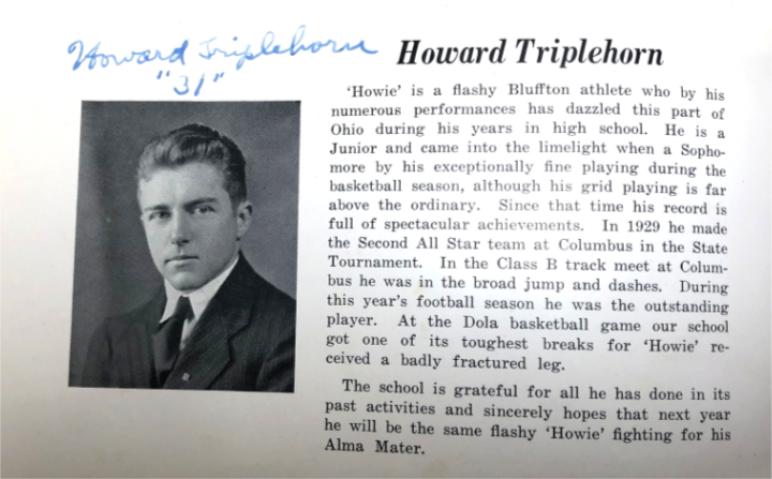 Howard Triplehorn
"31"
Howard Triplehorn
'Howie' is a flashy Bluffton athlete who by his
numerous performances has dazzled this part of
Ohio during his years in high school. He is a
Junior and came into the limelight when a Sopho-
more by his exceptionally fine playing during the
basketball season, although his grid playing is far
above the ordinary. Since that time his record is
full of spectacular achievements. In 1929 he made
the Second All Star team at Columbus in the State
Tournament. In the Class B track meet at Colum-
bus he was in the broad jump and dashes. During
this year's football season he was the outstanding
player. At the Dola basketball game our school
got one of its toughest breaks for 'Howie' re-
ceived a badly fractured leg.
The school is grateful for all he has done in its
past activities and sincerely hopes that next year
he will be the same flashy 'Howie' fighting for his
Alma Mater.